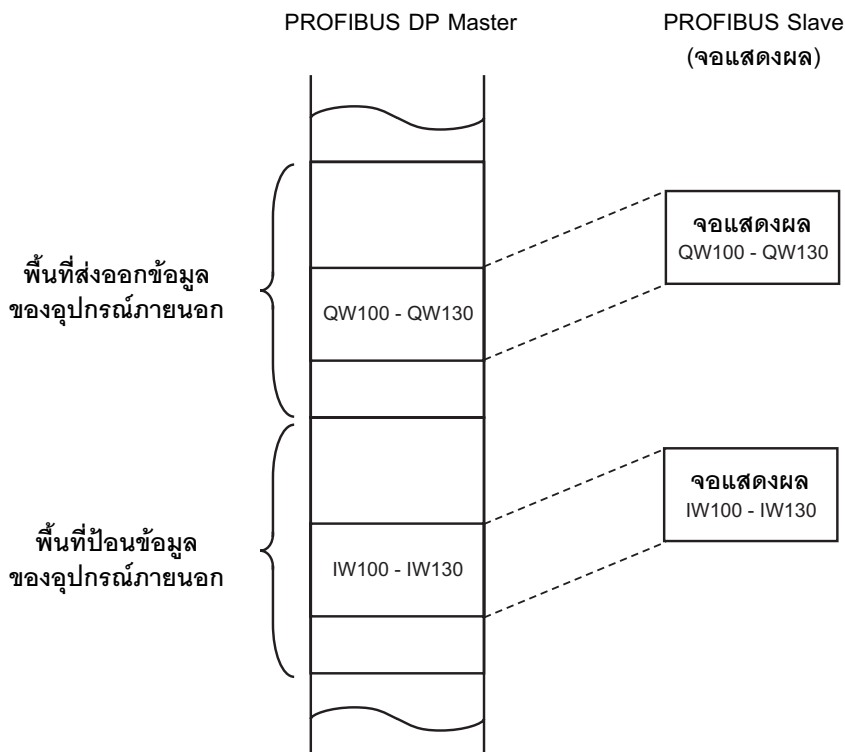 PROFIBUS DP Master
PROFIBUS Slave
(จอแสดงผล)
พื้นที่ส่งออกข้อมูล
ของอุปกรณ์ภายนอก
QW100 - QW130
จอแสดงผล
QW100 - QW130
พื้นที่ป้อนข้อมูล
ของอุปกรณ์ภายนอก
IW100 - IW130
จอแสดงผล
IW100 - IW130